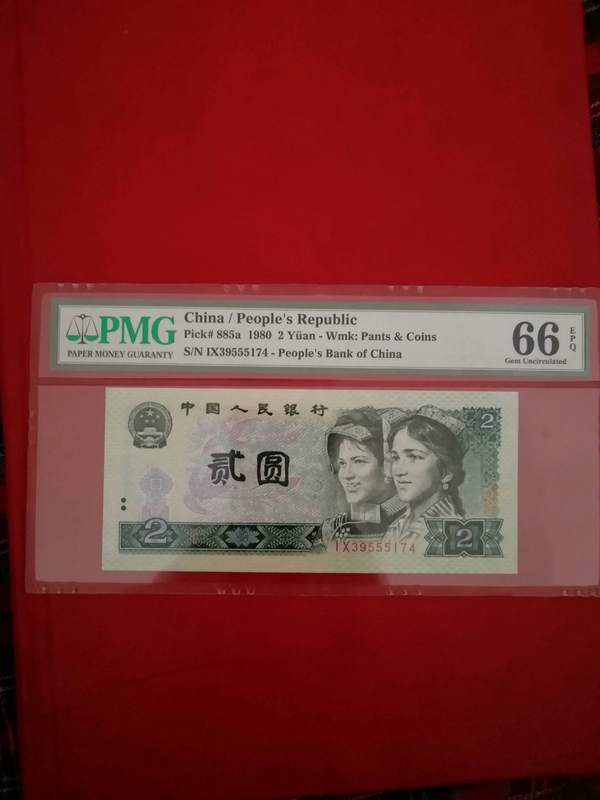 PMG
PAPER MONEY GUARANTY
China / People's Republic
Pick# 885a 1980 2 Yüan - Wmk: Pants & Coins
S/N IX39555174 - People's Bank of China
66 EPQ
Gem Uncirculated
中国人民银行
2
贰圆
2
IX39555174
2